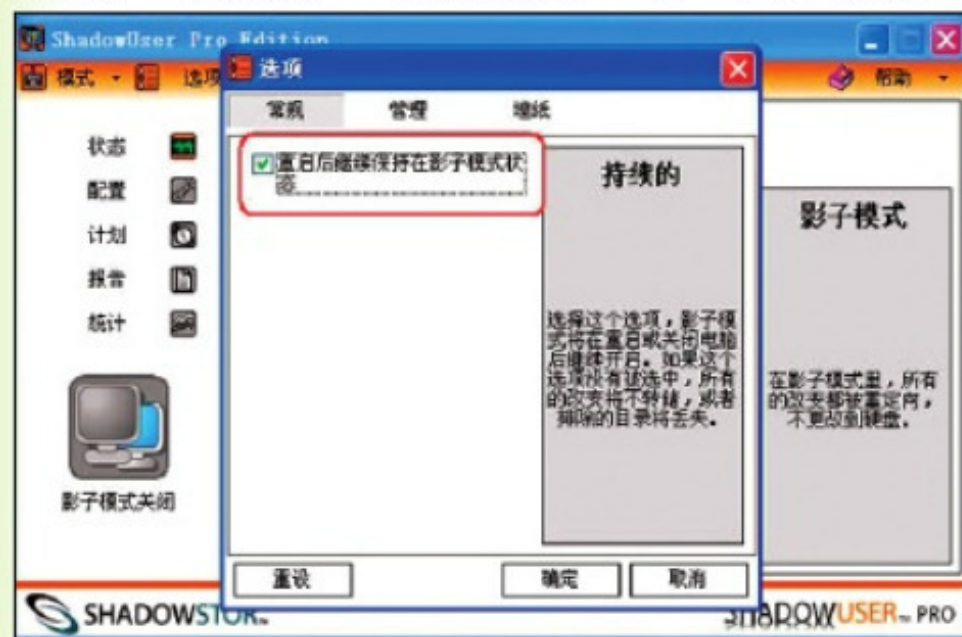 ShadowUser Pro Edition
模式
选项
帮助
选项
常规
管理
状态
配置
计划
报告
统计
影子模式关闭
重启后继续保持在影子模式状
态
持续的
选择这个选项，影子模
式将在重启或关闭电脑
后继续开启。如果这个
选项没有被选中，所有
的改变将不转储，或者
排除的目录将丢失。
影子模式
在影子模式里，所有
的改变都被重定向，
不更改到硬盘。
重设
确定
取消
SHADOWSTOR™
SHADOWUSER™ PRO